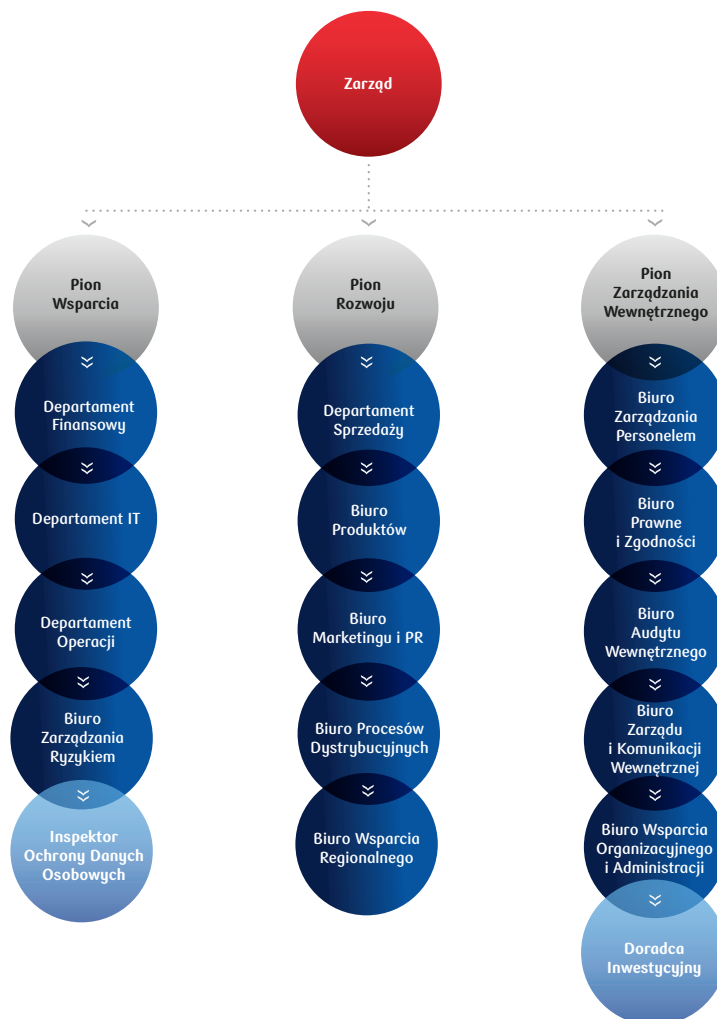 Zarząd
Pion
Wsparcia
Departament
Finansowy
Departament IT
Departament
Operacji
Biuro
Zarządzania
Ryzykiem
Inspektor
Ochrony Danych
Osobowych
Pion
Rozwoju
Departament
Sprzedaży
Biuro
Produktów
Biuro
Marketingu i PR
Biuro Procesów
Dystrybucyjnych
Biuro Wsparcia
Regionalnego
Pion
Zarządzania
Wewnętrznego
Biuro
Zarządzania
Personelem
Biuro
Prawne
i Zgodności
Biuro
Audytu
Wewnętrznego
Biuro
Zarządu
i Komunikacji
Wewnętrznej
Biuro Wsparcia
Organizacyjnego
i Administracji
Doradca
Inwestycyjny